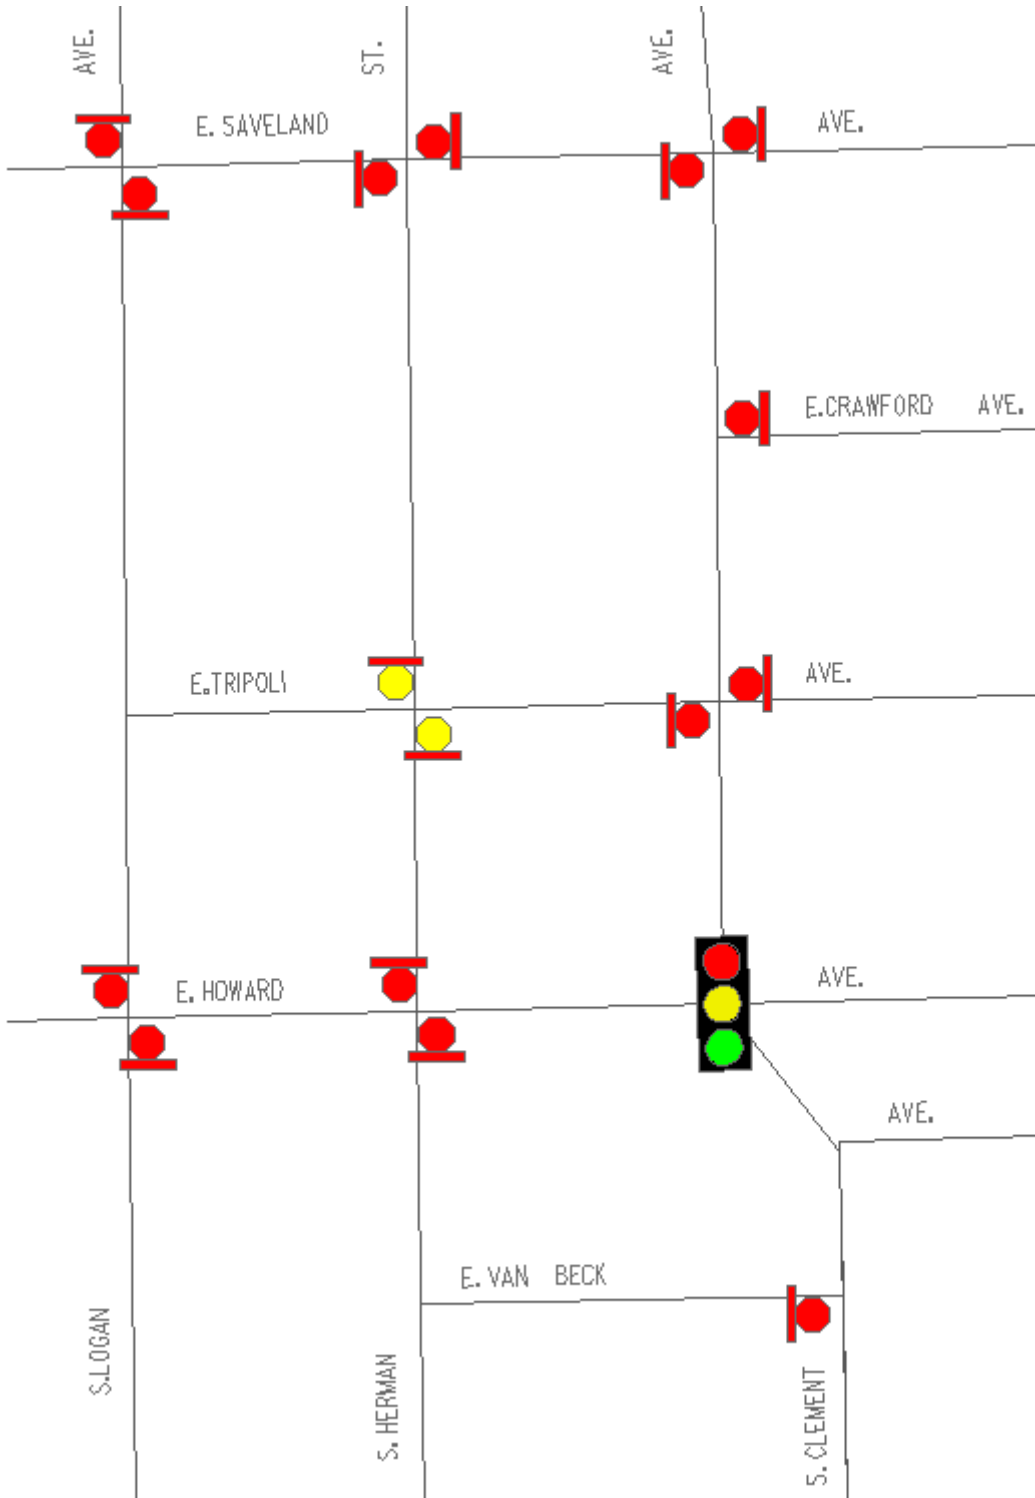 AVE.
ST.
AVE.
E. SAVELAND
AVE.
E.CRAWFORD AVE.
E.TRIPOLI
AVE.
E. HOWARD
AVE.
AVE.
E. VAN BECK
S.LOGAN
S. HERMAN
S. CLEMENT